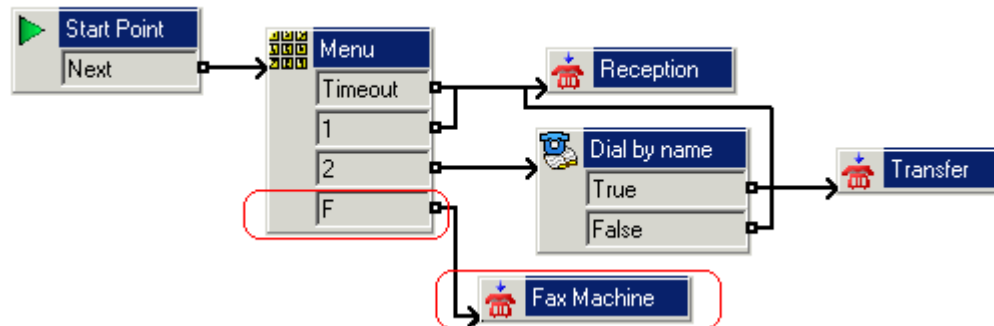 Start Point
Next
Menu
Timeout
1
2
F
Reception
Dial by name
True
False
Transfer
Fax Machine